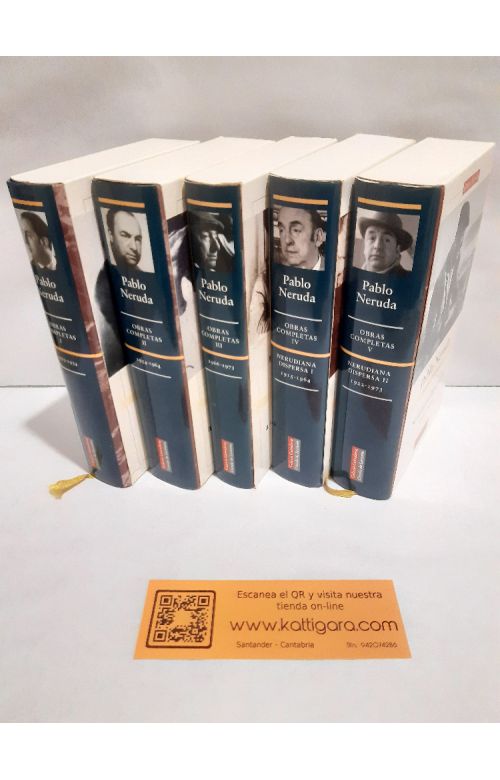 Pablo
Neruda
OBRAS
COMPLETAS
Pablo
Neruda
OBRAS
COMPLETAS
II
1954-1964
Pablo
Neruda
OBRAS
COMPLETAS
III
1966-1973
Pablo
Neruda
OBRAS
COMPLETAS
IV
NERUDIANA
DISPERSA I
1915-1964
Pablo
Neruda
OBRAS
COMPLETAS
V
NERUDIANA
DISPERSA II
1922-1973
Escanea el QR y visita nuestra
tienda on-line
www.kattigara.com
Santander - Cantabria
942074286